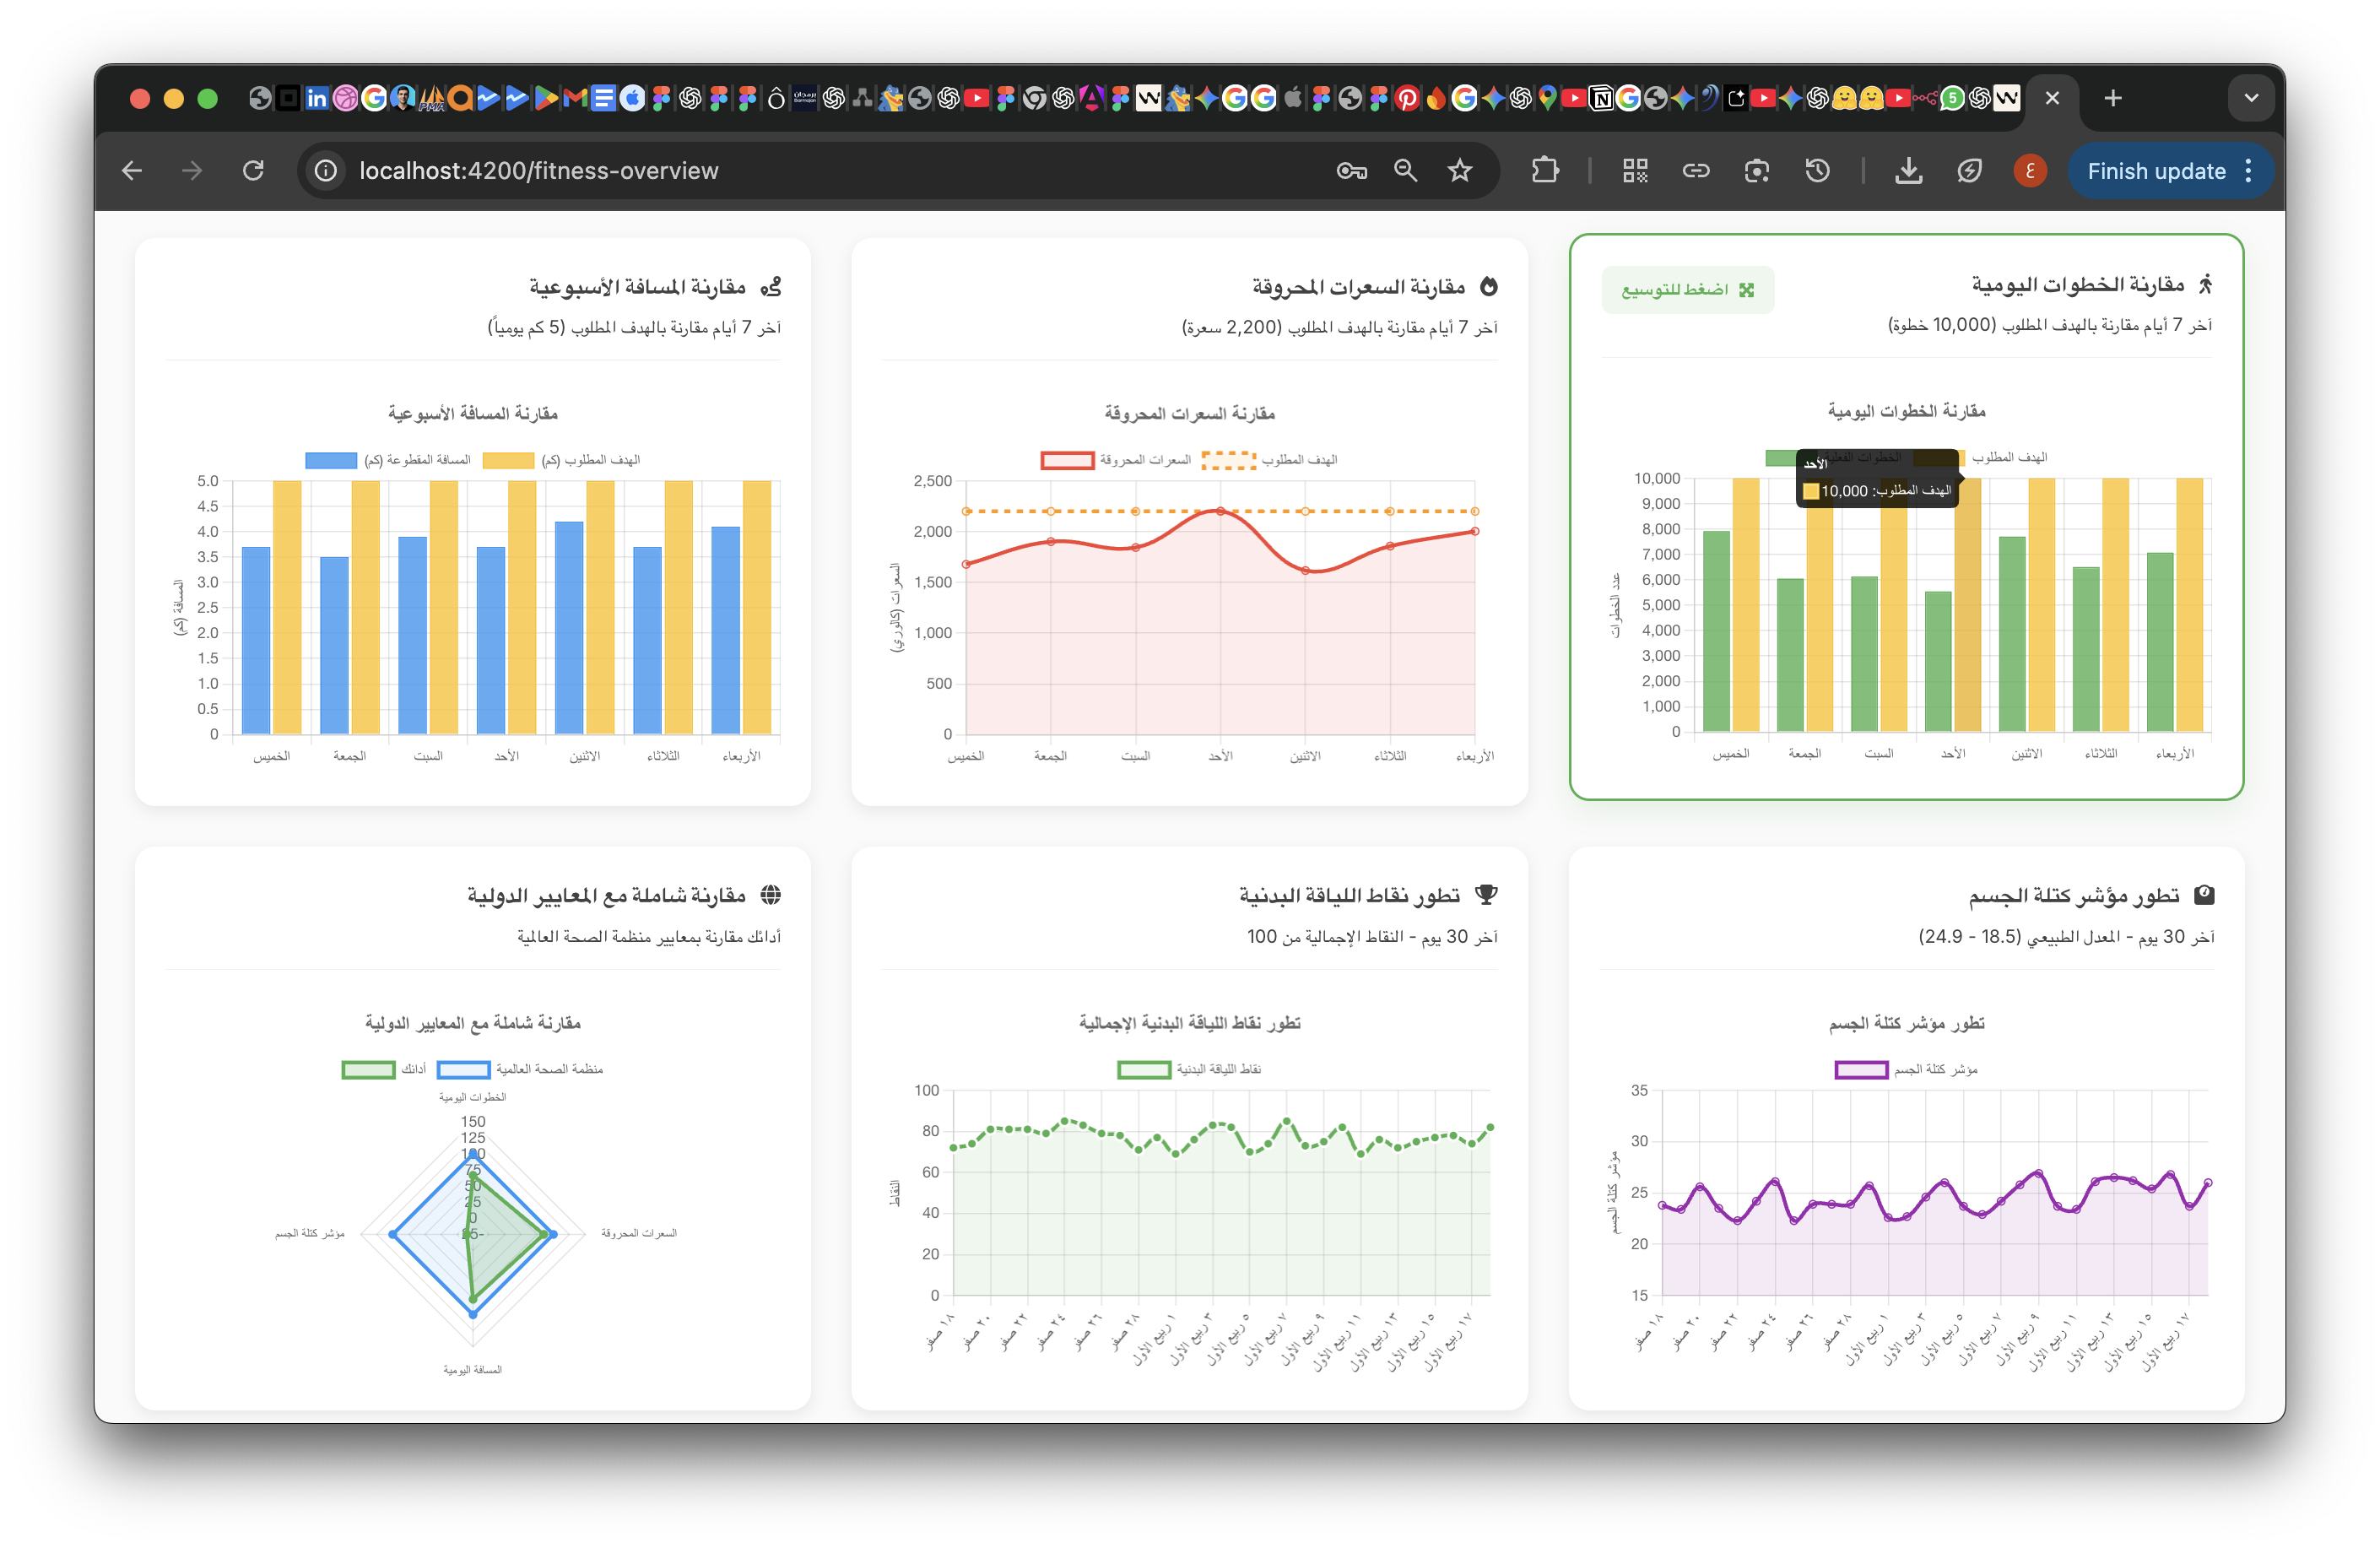 localhost:4200/fitness-overview
Finish update
مقارنة الخطوات اليومية
اضغط للتوسيع
آخر 7 أيام مقارنة بالهدف المطلوب (10,000 خطوة)
مقارنة الخطوات اليومية
الهدف المطلوب
الخطوات الفعلية
الأحد
الهدف المطلوب: 10,000
عدد الخطوات
10,000
9,000
8,000
7,000
6,000
5,000
4,000
3,000
2,000
1,000
0
الخميس الجمعة السبت الأحد الاثنين الثلاثاء الأربعاء
مقارنة السعرات المحروقة
آخر 7 أيام مقارنة بالهدف المطلوب (2,200 سعرة)
مقارنة السعرات المحروقة
الهدف المطلوب
السعرات المحروقة
السعرات (كالوري)
2,500
2,000
1,500
1,000
500
0
الخميس الجمعة السبت الأحد الاثنين الثلاثاء الأربعاء
مقارنة المسافة الأسبوعية
آخر 7 أيام مقارنة بالهدف المطلوب (5 كم يومياً)
مقارنة المسافة الأسبوعية
الهدف المطلوب (كم)
المسافة المقطوعة (كم)
المسافة (كم)
5.0
4.5
4.0
3.5
3.0
2.5
2.0
1.5
1.0
0.5
0
الخميس الجمعة السبت الأحد الاثنين الثلاثاء الأربعاء
تطور مؤشر كتلة الجسم
آخر 30 يوم - المعدل الطبيعي (18.5 - 24.9)
تطور مؤشر كتلة الجسم
مؤشر كتلة الجسم
مؤشر كتلة الجسم
35
30
25
20
15
١٨ صفر ٢٠ صفر ٢٢ صفر ٢٤ صفر ٢٦ صفر ٢٨ صفر ١ ربيع الأول ٣ ربيع الأول ٥ ربيع الأول ٧ ربيع الأول ٩ ربيع الأول ١١ ربيع الأول ١٣ ربيع الأول ١٥ ربيع الأول ١٧ ربيع الأول
تطور نقاط اللياقة البدنية
آخر 30 يوم - النقاط الإجمالية من 100
تطور نقاط اللياقة البدنية الإجمالية
نقاط اللياقة البدنية
النقاط
100
80
60
40
20
0
١٨ صفر ٢٠ صفر ٢٢ صفر ٢٤ صفر ٢٦ صفر ٢٨ صفر ١ ربيع الأول ٣ ربيع الأول ٥ ربيع الأول ٧ ربيع الأول ٩ ربيع الأول ١١ ربيع الأول ١٣ ربيع الأول ١٥ ربيع الأول ١٧ ربيع الأول
مقارنة شاملة مع المعايير الدولية
أدائك مقارنة بمعايير منظمة الصحة العالمية
مقارنة شاملة مع المعايير الدولية
منظمة الصحة العالمية
أدائك
الخطوات اليومية
150
125
100
75
50
25
0
25-
السعرات المحروقة
مؤشر كتلة الجسم
المسافة اليومية